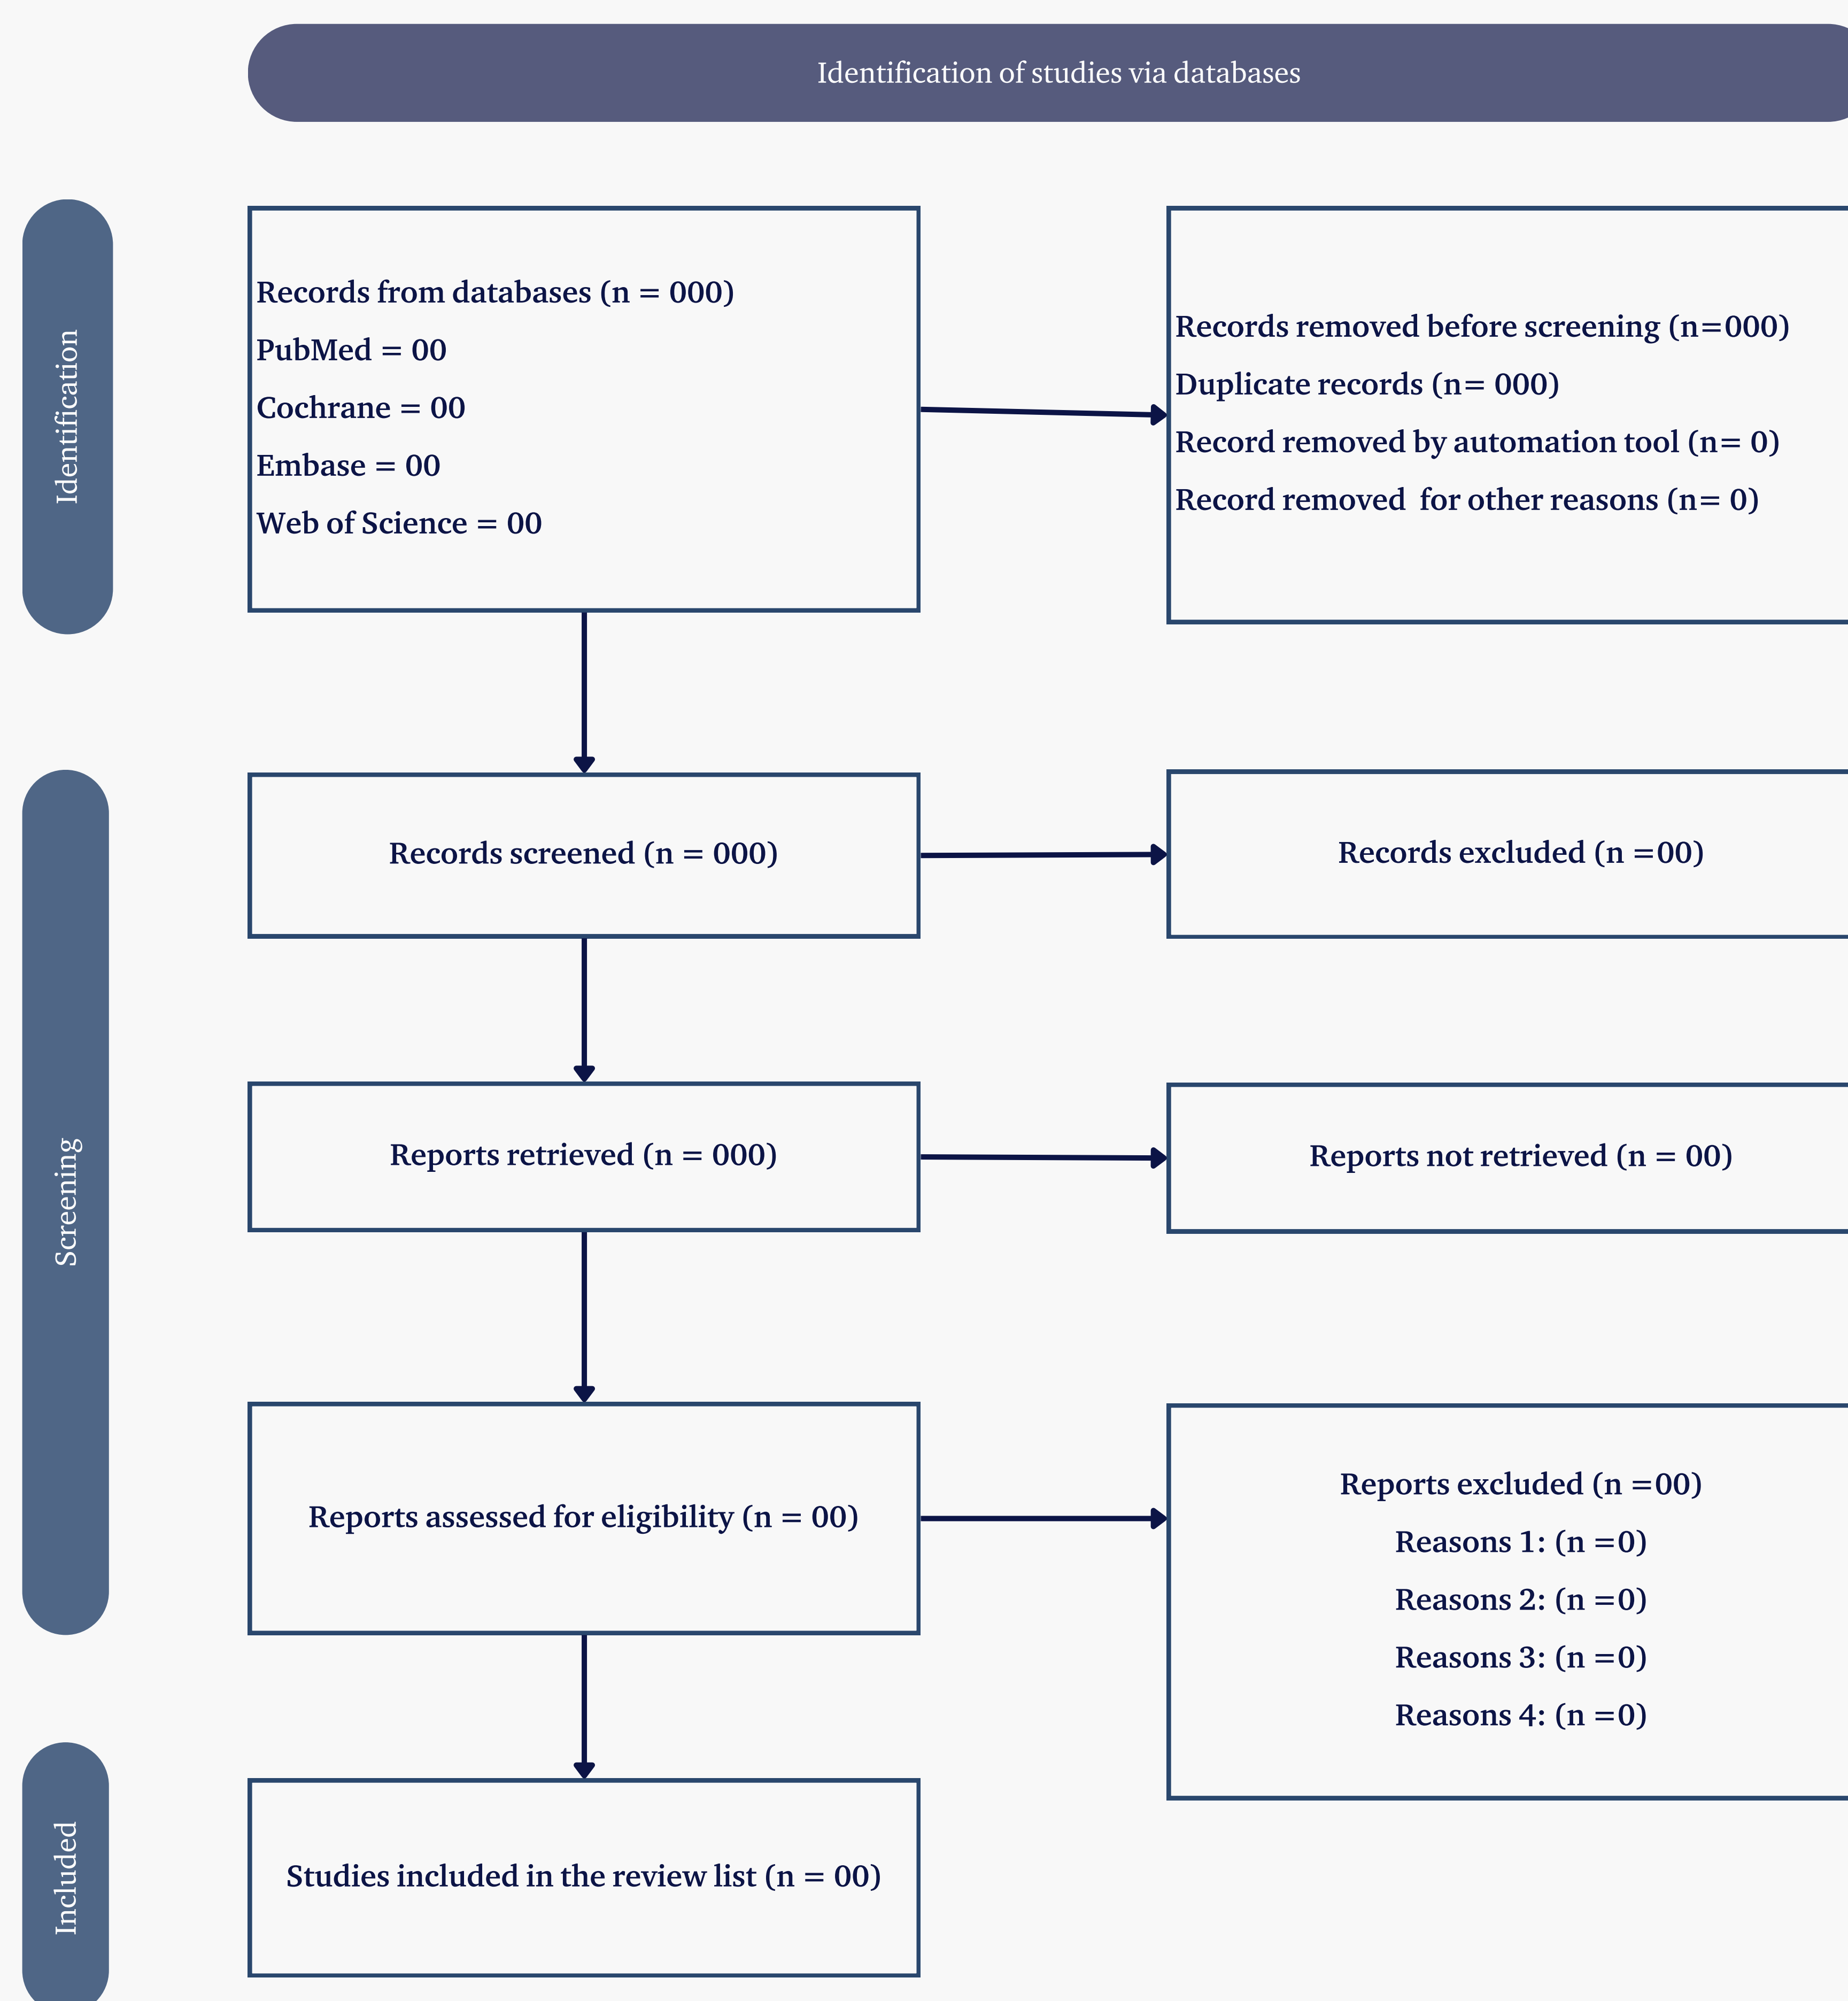 Identification of studies via databases
Identification
Records from databases (n = 000)
PubMed = 00
Cochrane = 00
Embase = 00
Web of Science = 00
Records removed before screening (n=000)
Duplicate records (n= 000)
Record removed by automation tool (n= 0)
Record removed  for other reasons (n= 0)
Screening
Records screened (n = 000)
Records excluded (n =00)
Reports retrieved (n = 000)
Reports not retrieved (n = 00)
Reports assessed for eligibility (n = 00)
Reports excluded (n =00)
Reasons 1: (n =0)
Reasons 2: (n =0)
Reasons 3: (n =0)
Reasons 4: (n =0)
Included
Studies included in the review list (n = 00)